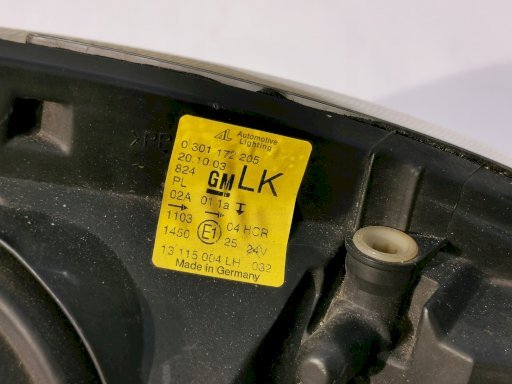 AL Automotive
Lighting
0 301 172 205
20.10.03
824 GM LK
PL
02A 01 1a
1103 04 HCR
1450 E1 25 24V
13 115 004 LH 032
Made in Germany